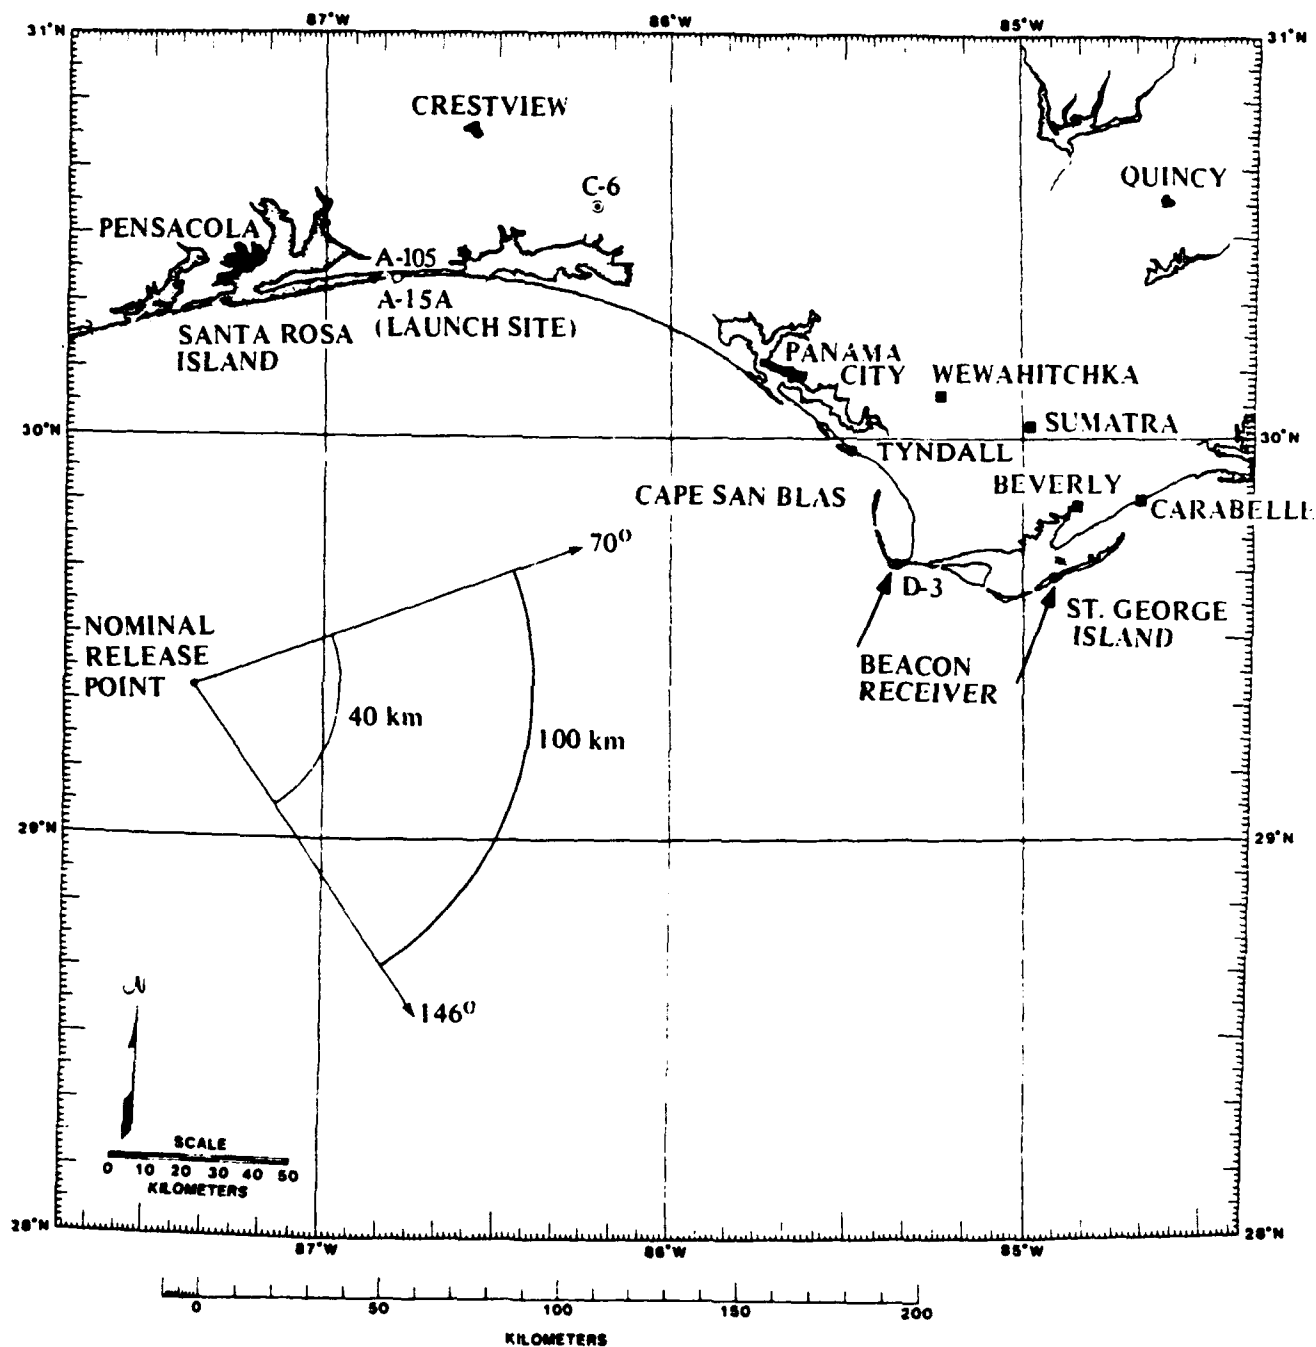 87°W 86°W 85°W
31°N 31°N
CRESTVIEW
C-6
QUINCY
PENSACOLA
A-105
A-15A
(LAUNCH SITE)
SANTA ROSA
ISLAND
PANAMA
CITY
WEWAHITCHKA
SUMATRA
30°N 30°N
TYNDALL
CAPE SAN BLAS
BEVERLY
CARABELLE
70⁰
D-3
ST. GEORGE
ISLAND
NOMINAL
RELEASE
POINT
BEACON
RECEIVER
40 km
100 km
29°N 29°N
146⁰
N
SCALE
0 10 20 30 40 50
KILOMETERS
28°N 28°N
87°W 86°W 85°W
0 50 100 150 200
KILOMETERS